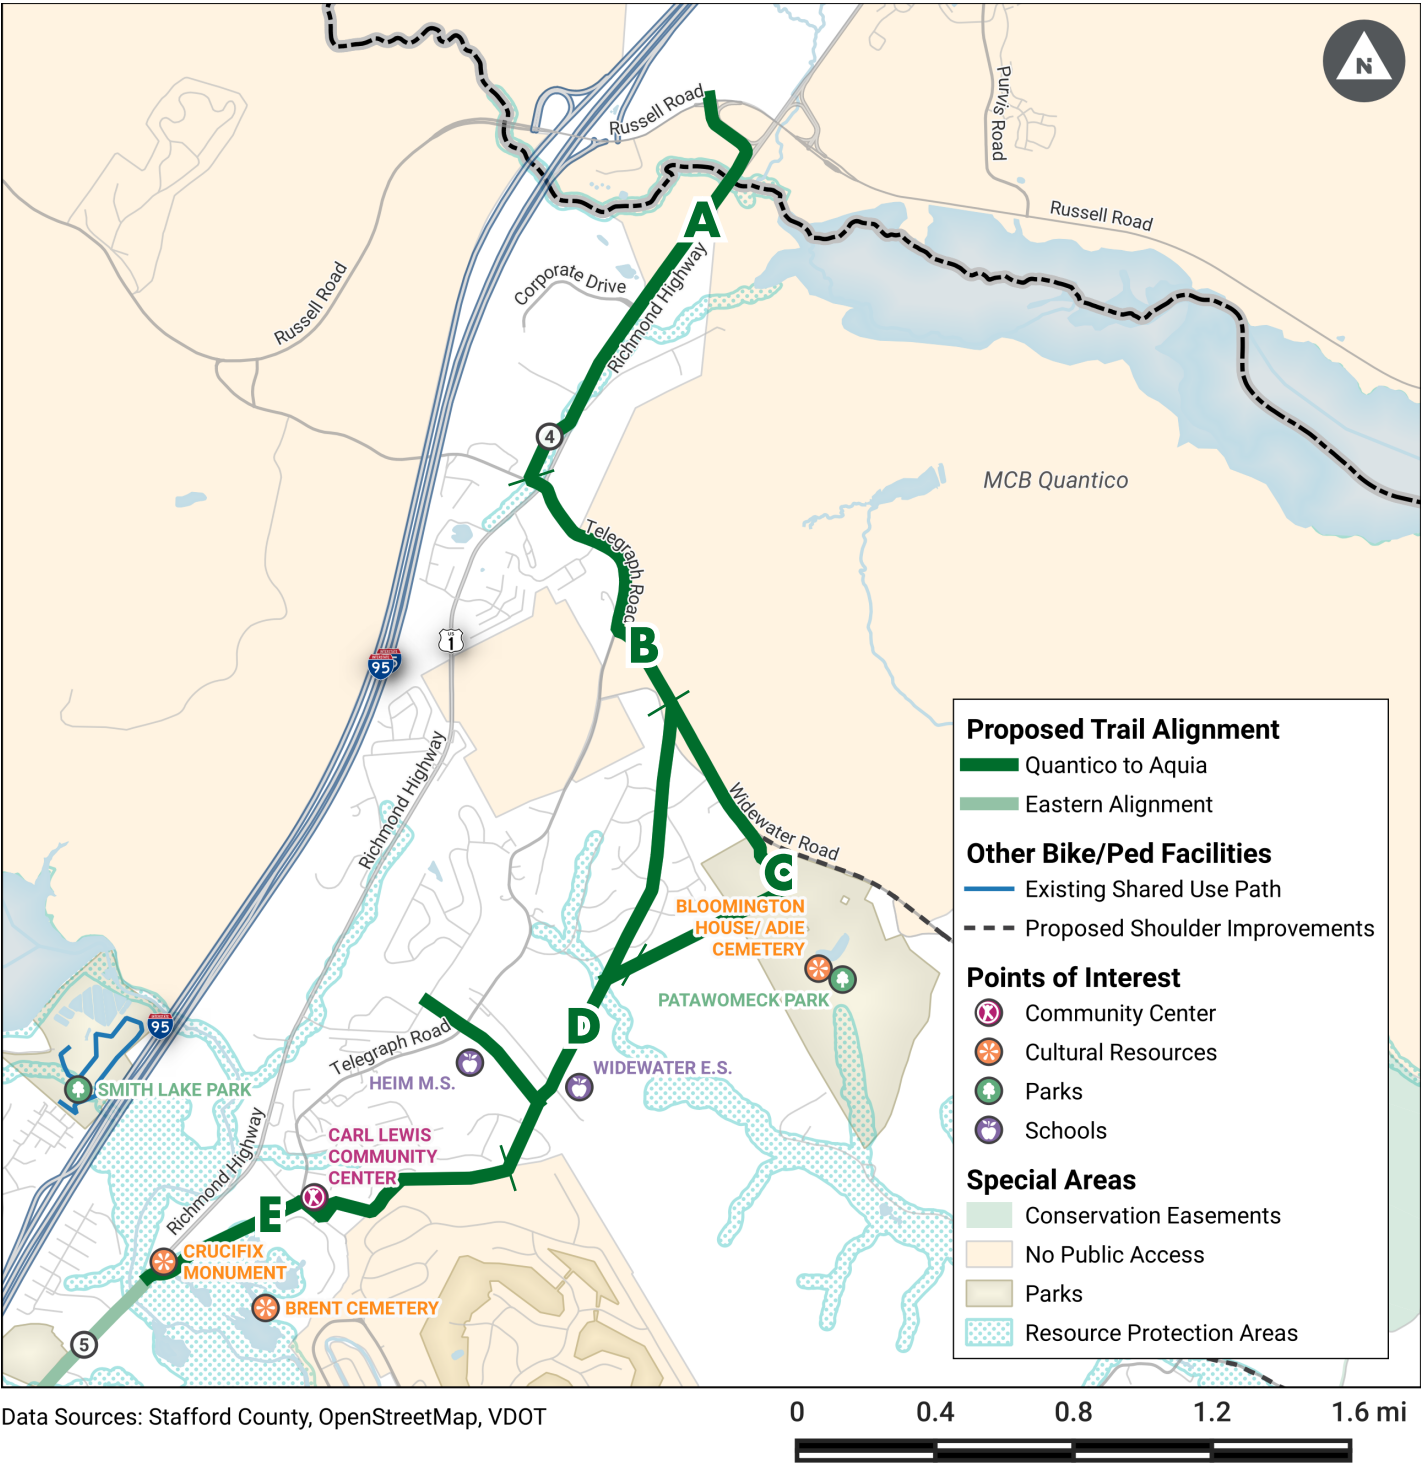 N
Purvis Road
Russell Road
Russell Road
A
Corporate Drive
Russell Road
Richmond Highway
4
MCB Quantico
Telegraph Road
B
US
1
95
Richmond Highway
Widewater Road
C
BLOOMINGTON
HOUSE/ ADIE
CEMETERY
PATAWOMECK PARK
D
95
Telegraph Road
HEIM M.S.
WIDEWATER E.S.
SMITH LAKE PARK
CARL LEWIS
COMMUNITY
CENTER
Richmond Highway
E
CRUCIFIX
MONUMENT
BRENT CEMETERY
5
Proposed Trail Alignment
Quantico to Aquia
Eastern Alignment
Other Bike/Ped Facilities
Existing Shared Use Path
Proposed Shoulder Improvements
Points of Interest
Community Center
Cultural Resources
Parks
Schools
Special Areas
Conservation Easements
No Public Access
Parks
Resource Protection Areas
Data Sources: Stafford County, OpenStreetMap, VDOT
0 0.4 0.8 1.2 1.6 mi